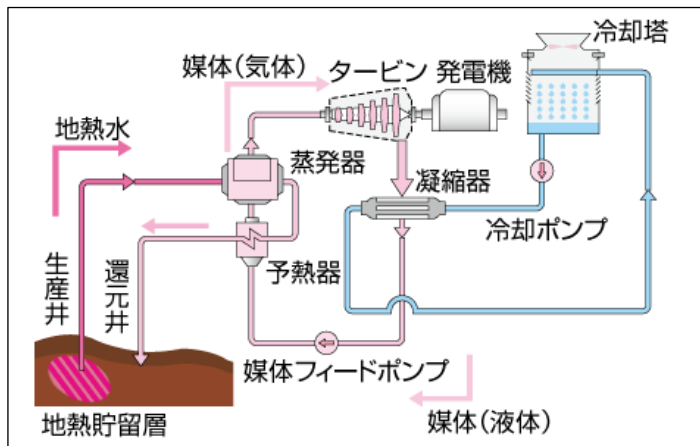 冷却塔
媒体(気体)
タービン
発電機
地熱水
蒸発器
凝縮器
冷却ポンプ
予熱器
生産井
還元井
媒体フィードポンプ
地熱貯留層
媒体(液体)